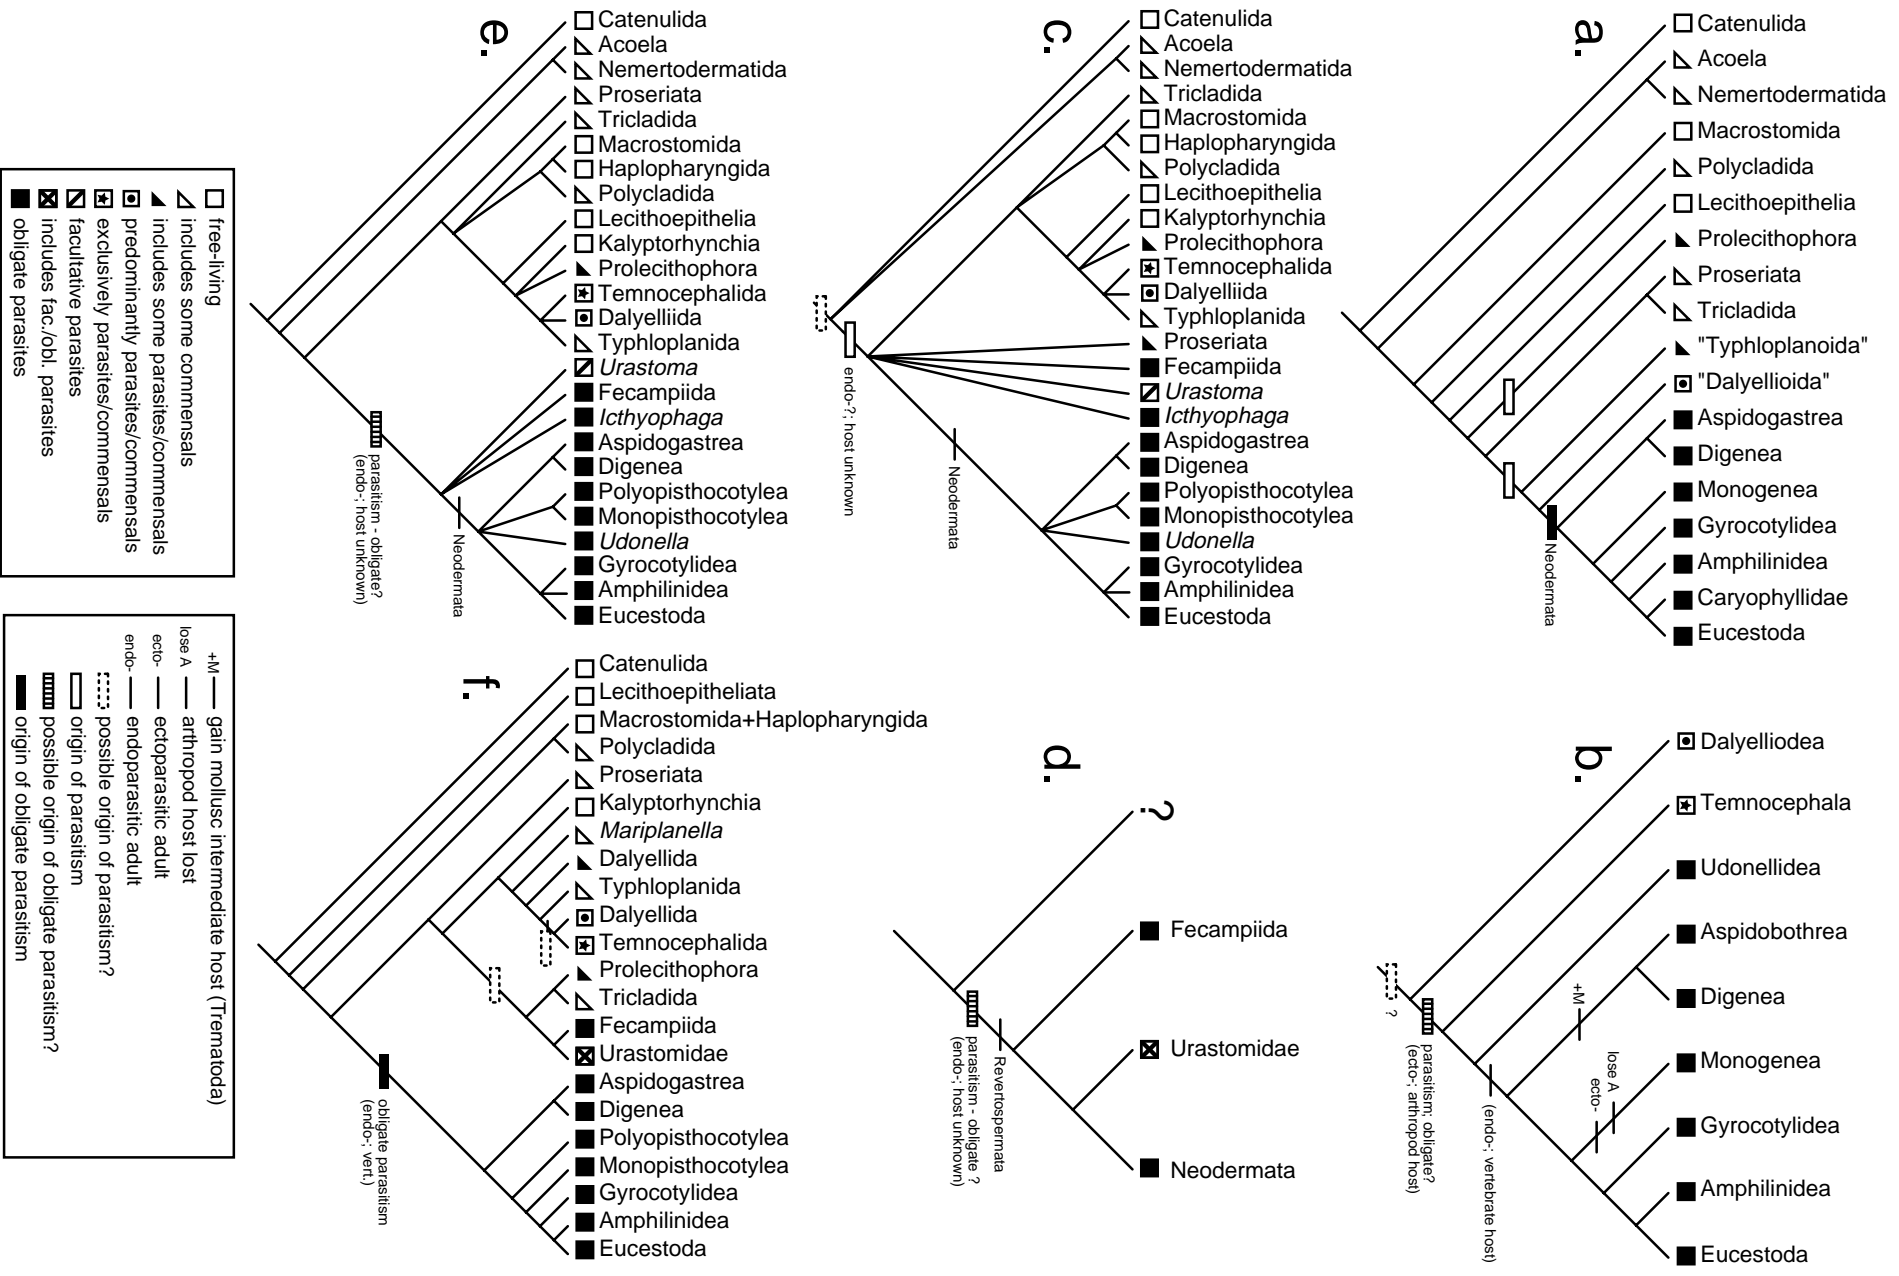 a.
Catenulida
Acoela
Nemertodermatida
Macrostomida
Polycladida
Lecithoepithelia
Prolecithophora
Proseriata
Tricladida
"Typhloplanoida"
"Dalyellioida"
Aspidogastrea
Digenea
Monogenea
Gyrocotylidea
Amphilinidea
Caryophyllidae
Eucestoda
Neodermata
b.
Dalyelliodea
Temnocephala
Udonellidea
Aspidobothrea
Digenea
Monogenea
Gyrocotylidea
Amphilinidea
Eucestoda
?
parasitism; obligate?
(ecto-; arthropod host)
(endo-; vertebrate host)
+M
lose A
ecto-
c.
Catenulida
Acoela
Nemertodermatida
Tricladida
Macrostomida
Haplopharyngida
Polycladida
Lecithoepithelia
Kalyptorhynchia
Prolecithophora
Temnocephalida
Dalyelliida
Typhloplanida
Proseriata
Fecampiida
Urastoma
Icthyophaga
Aspidogastrea
Digenea
Polyopisthocotylea
Monopisthocotylea
Udonella
Gyrocotylidea
Amphilinidea
Eucestoda
endo-?; host unknown
Neodermata
d.
?
Fecampiida
Urastomidae
Neodermata
Revertospermata
parasitism - obligate ?
(endo-; host unknown)
e.
Catenulida
Acoela
Nemertodermatida
Proseriata
Tricladida
Macrostomida
Haplopharyngida
Polycladida
Lecithoepithelia
Kalyptorhynchia
Prolecithophora
Temnocephalida
Dalyelliida
Typhloplanida
Urastoma
Fecampiida
Icthyophaga
Aspidogastrea
Digenea
Polyopisthocotylea
Monopisthocotylea
Udonella
Gyrocotylidea
Amphilinidea
Eucestoda
parasitism - obligate?
(endo-; host unknown)
Neodermata
f.
Catenulida
Lecithoepitheliata
Macrostomida+Haplopharyngida
Polycladida
Proseriata
Kalyptorhynchia
Mariplanella
Dalyellida
Typhloplanida
Dalyellida
Temnocephalida
Prolecithophora
Tricladida
Fecampiida
Urastomidae
Aspidogastrea
Digenea
Polyopisthocotylea
Monopisthocotylea
Gyrocotylidea
Amphilinidea
Eucestoda
obligate parasitism
(endo-; vert.)
free-living
includes some commensals
includes some parasites/commensals
predominantly parasites/commensals
exclusively parasites/commensals
facultative parasites
includes fac./obl. parasites
obligate parasites
+M gain mollusc intermediate host (Trematoda)
lose A arthropod host lost
ecto- ectoparasitic adult
endo- endoparasitic adult
possible origin of parasitism?
origin of parasitism
possible origin of obligate parasitism?
origin of obligate parasitism